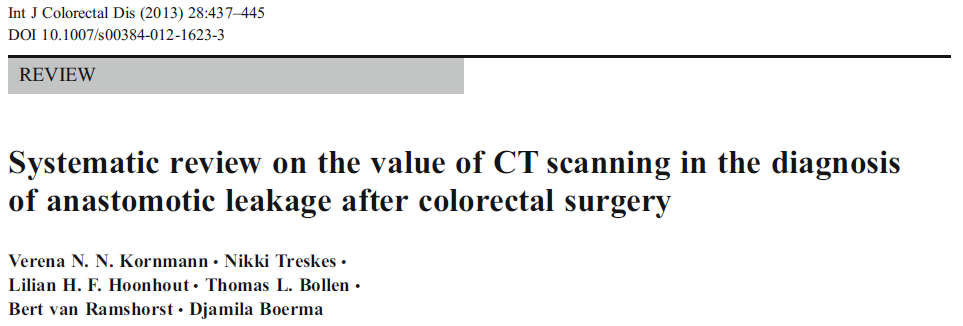 Int J Colorectal Dis (2013) 28:437–445
DOI 10.1007/s00384-012-1623-3
REVIEW
Systematic review on the value of CT scanning in the diagnosis
of anastomotic leakage after colorectal surgery
Verena N. N. Kornmann · Nikki Treskes ·
Lilian H. F. Hoonhout · Thomas L. Bollen ·
Bert van Ramshorst · Djamila Boerma